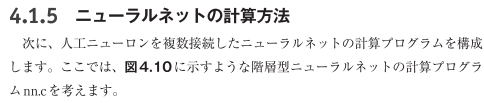 4.1.5 ニューラルネットの計算方法
次に、人工ニューロンを複数接続したニューラルネットの計算プログラムを構成
します。ここでは、図4.10に示すような階層型ニューラルネットの計算プログラ
ムnn.cを考えます。